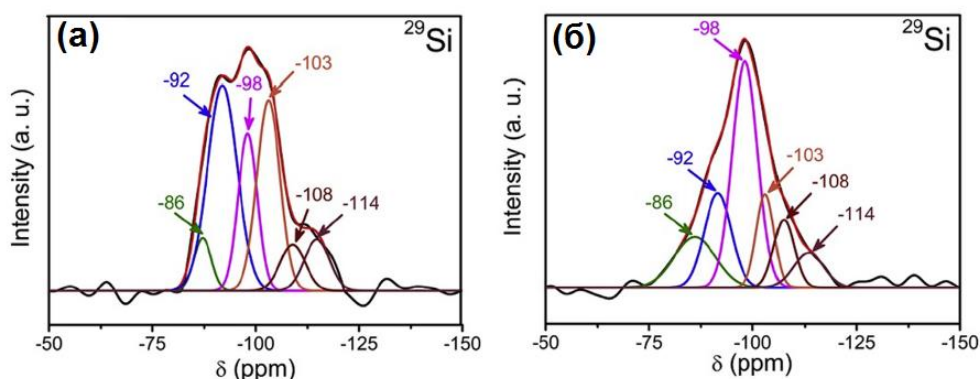 (а)
²⁹Si
-92
-98
-103
-86
-108
-114
Intensity (a. u.)
-50
-75
-100
-125
-150
δ (ppm)
(б)
²⁹Si
-98
-92
-103
-86
-108
-114
Intensity (a. u.)
-50
-75
-100
-125
-150
δ (ppm)